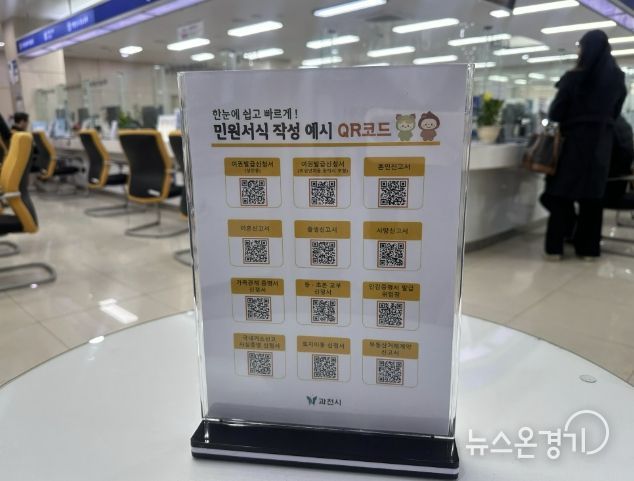 한눈에 쉽고 빠르게!
민원서식 작성 예시 QR코드
여권발급신청서
여권발급신청서
혼인신고서
이혼신고서
출생신고서
사망신고서
가족관계 증명서
신청서
등·초본 교부
신청서
인감증명서 발급
위임장
국내거소신고
사실증명 신청서
토지이동 신청서
부동산거래계약
신고서
과천시
뉴스온경기